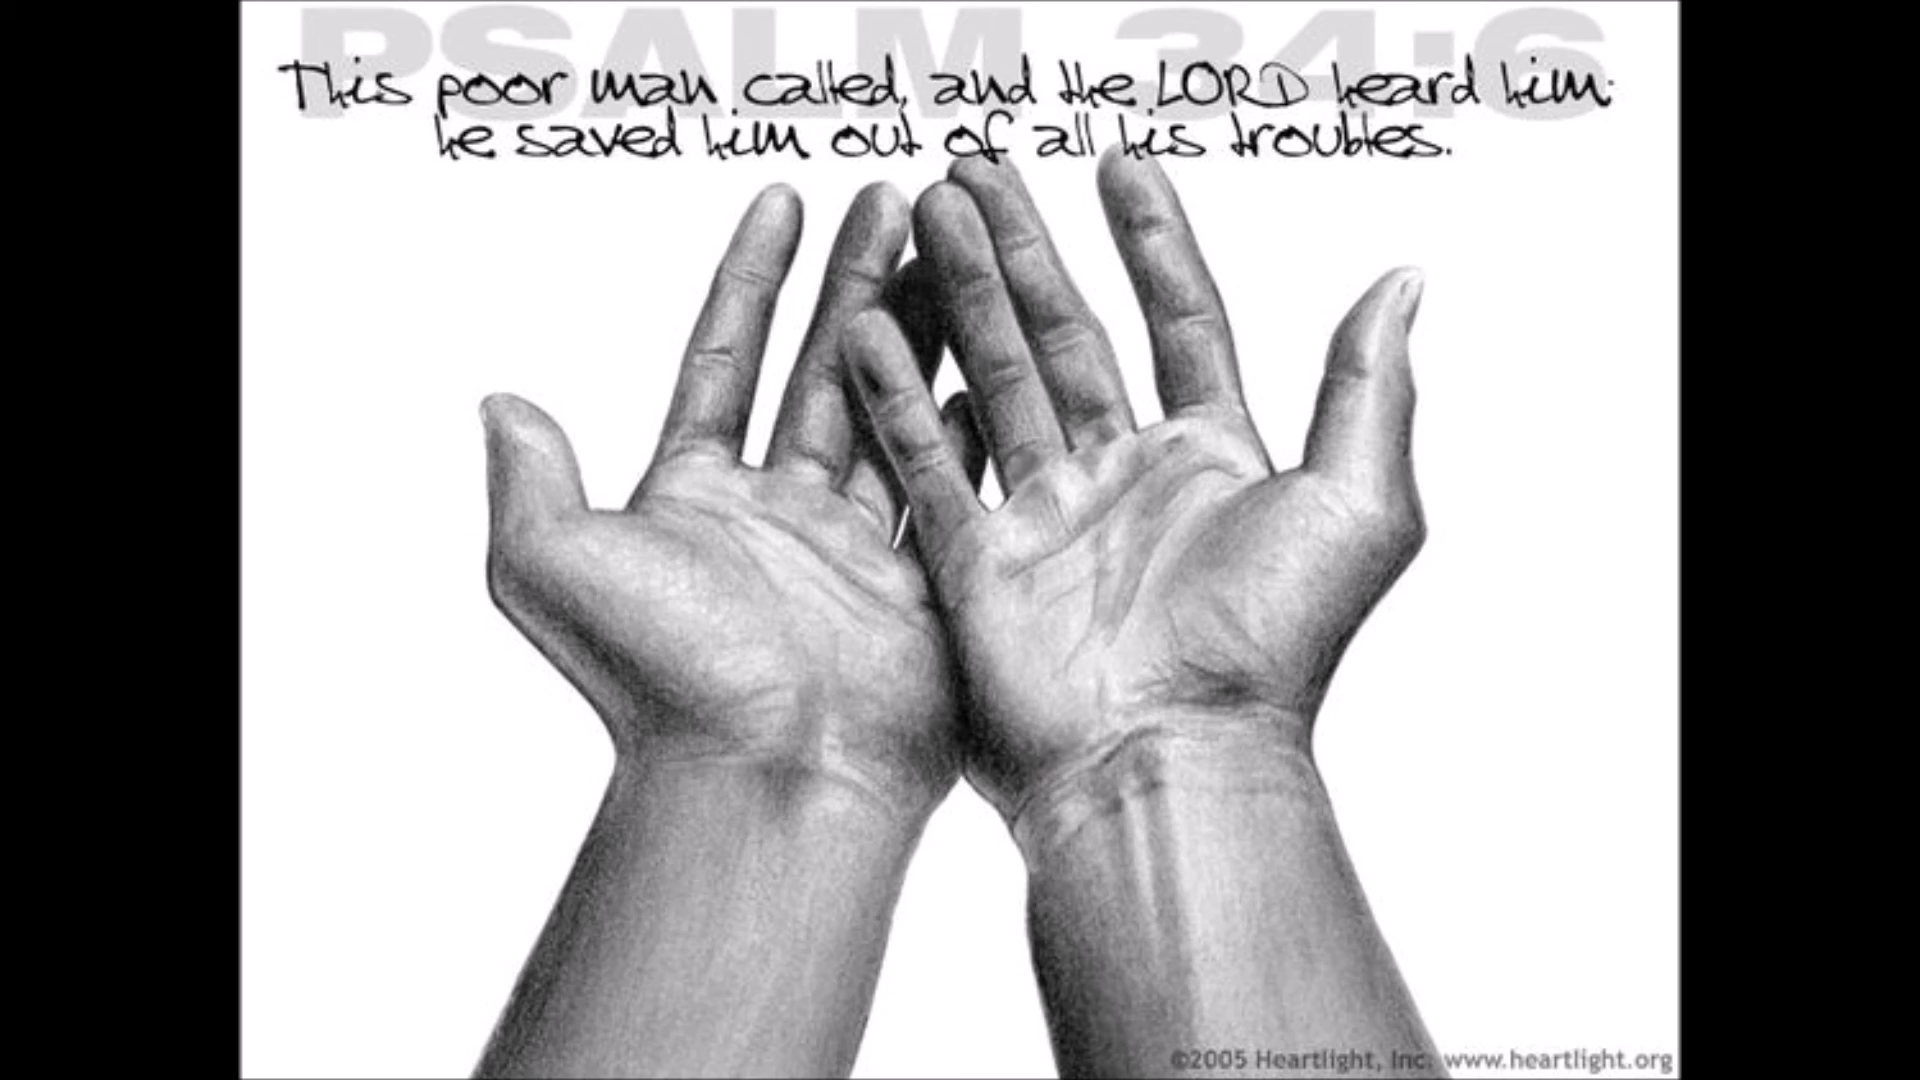 PSALM 34:6
This poor man called, and the LORD heard him;
he saved him out of all his troubles.
©2005 Heartlight, Inc. www.heartlight.org